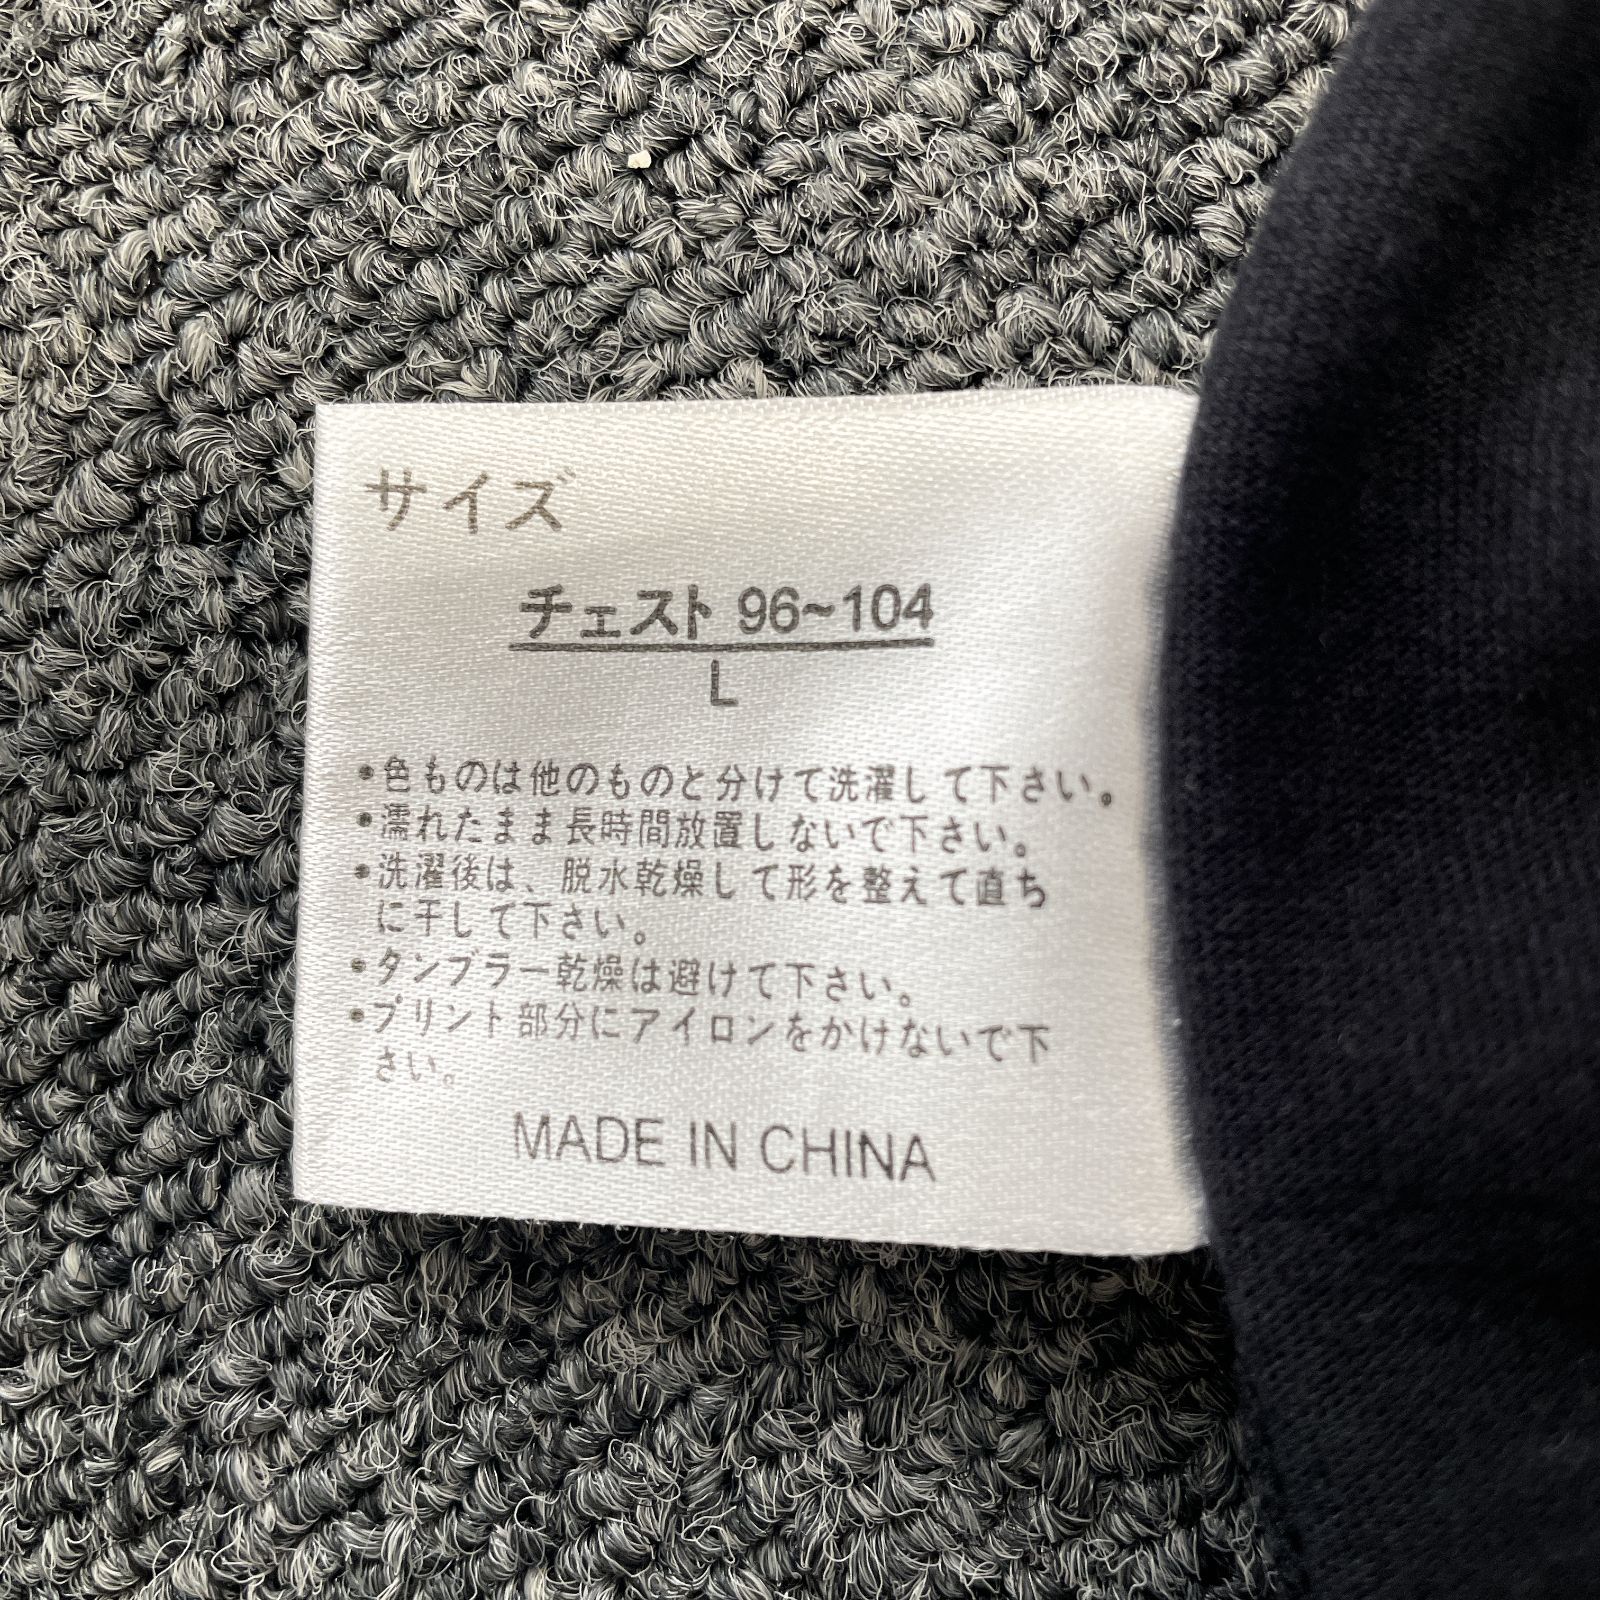 サイズ
チェスト 96~104
L
•色ものは他のものと分けて洗濯して下さい。
•濡れたまま長時間放置しないで下さい。
•洗濯後は、脱水乾燥して形を整えて直ち
に干して下さい。
•タンブラー乾燥は避けて下さい。
•プリント部分にアイロンをかけないで下
さい。
MADE IN CHINA